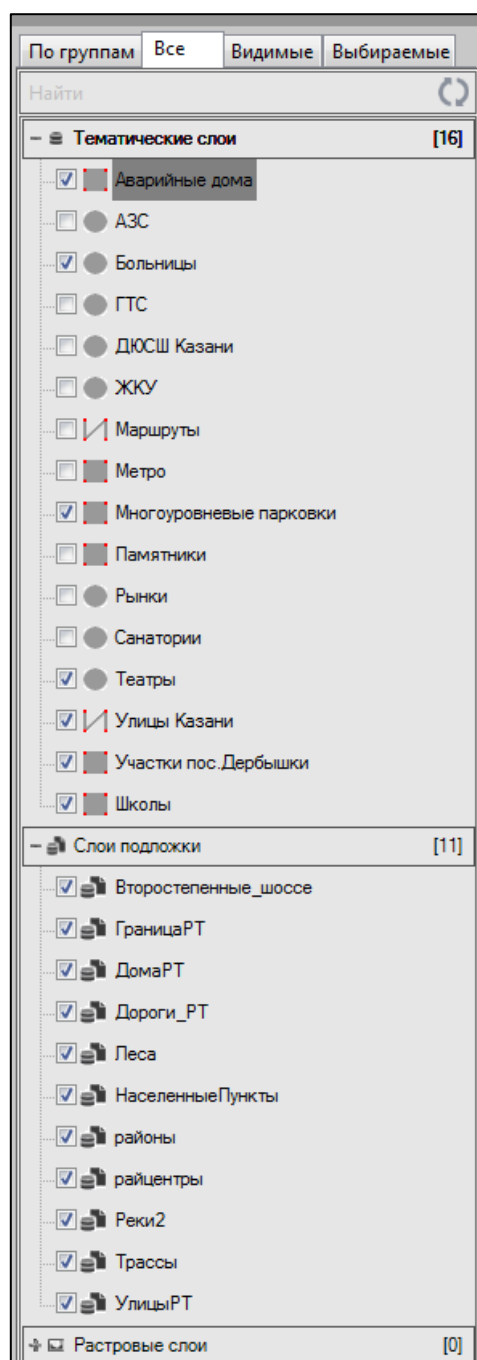 По группам Все Видимые Выбираемые
Найти
Тематические слои [16]
Аварийные дома
АЗС
Больницы
ГТС
ДЮСШ Казани
ЖКУ
Маршруты
Метро
Многоуровневые парковки
Памятники
Рынки
Санатории
Театры
Улицы Казани
Участки пос.Дербышки
Школы
Слои подложки [11]
Второстепенные_шоссе
ГраницаРТ
ДомаРТ
Дороги_РТ
Леса
НаселенныеПункты
районы
райцентры
Реки2
Трассы
УлицыРТ
Растровые слои [0]